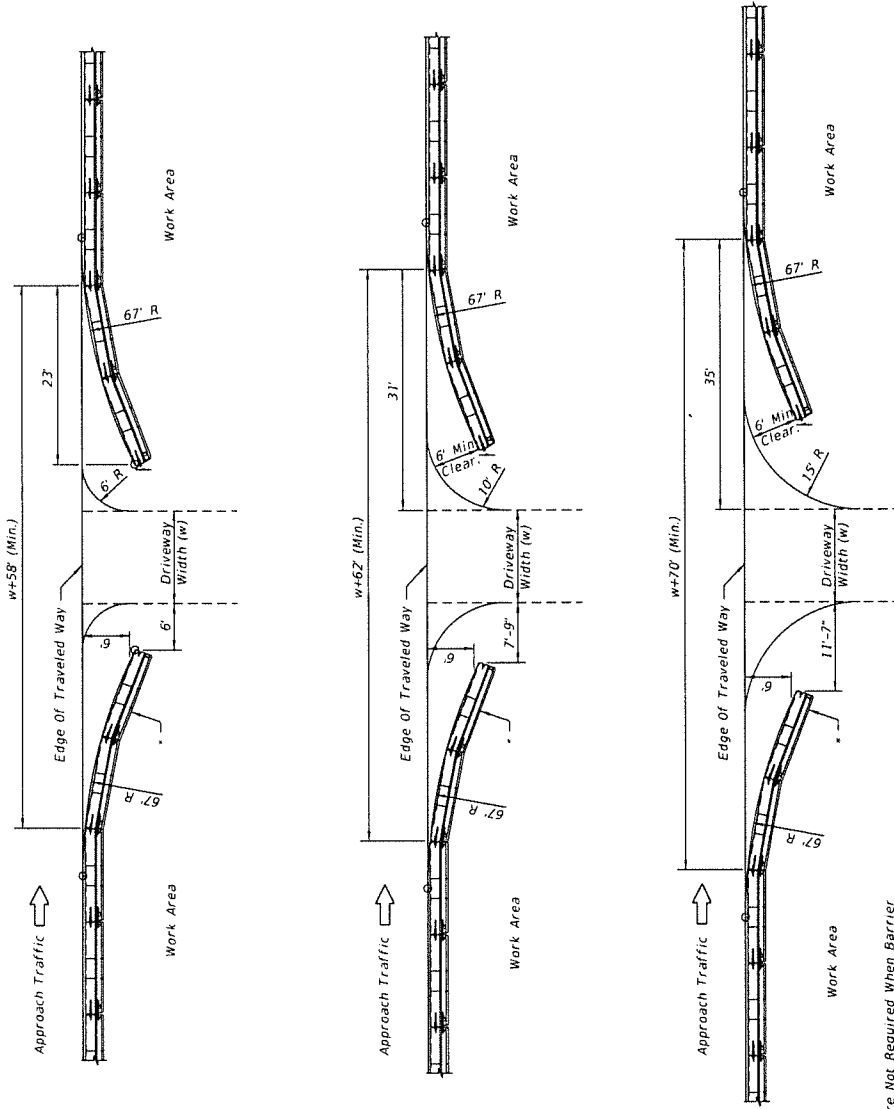 w+58' (Min.)
23'
Approach Traffic
Edge Of Traveled Way
67' R
67' R
6' R
6'
6'
Driveway
Width (w)
Work Area
Work Area
w+62' (Min.)
31'
Approach Traffic
Edge Of Traveled Way
67' R
67' R
6' Min.
Clear.
10' R
6'
7'-9"
Driveway
Width (w)
Work Area
Work Area
w+70' (Min.)
35'
Approach Traffic
Edge Of Traveled Way
67' R
67' R
6' Min.
Clear.
15' R
6'
11'-7"
Driveway
Width (w)
*
Work Area
Work Area
Not Required When Barrier